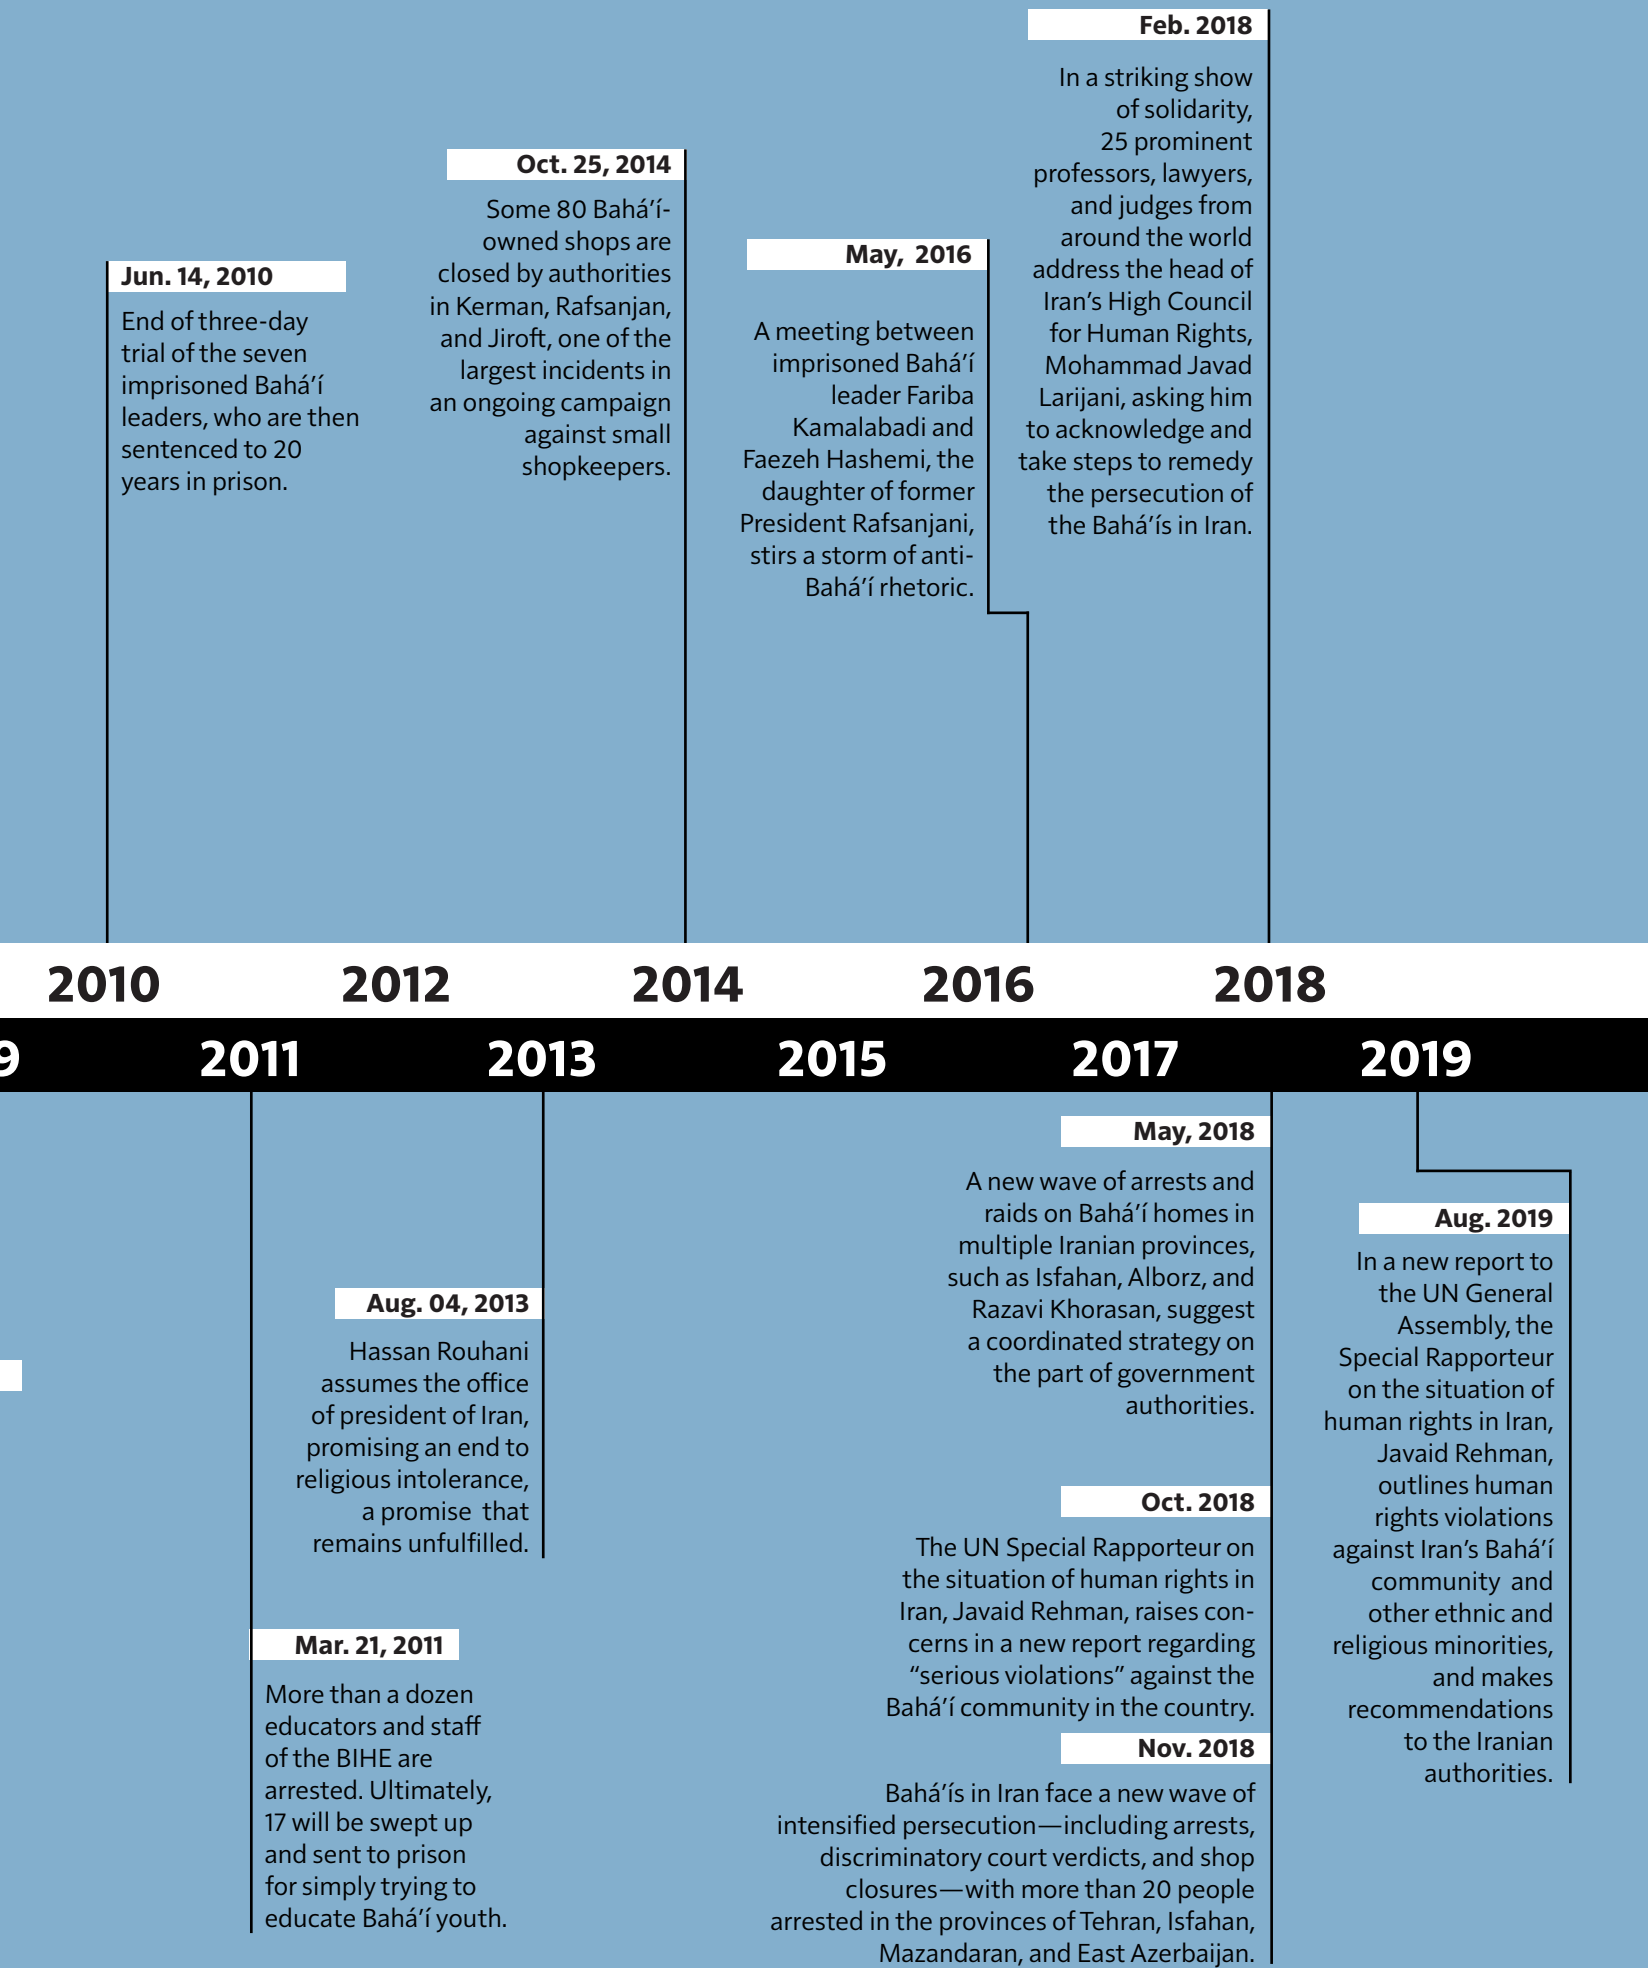 Jun. 14, 2010
End of three-day
trial of the seven
imprisoned Bahá’í
leaders, who are then
sentenced to 20
years in prison.
Oct. 25, 2014
Some 80 Bahá’í-
owned shops are
closed by authorities
in Kerman, Rafsanjan,
and Jiroft, one of the
largest incidents in
an ongoing campaign
against small
shopkeepers.
May, 2016
A meeting between
imprisoned Bahá’í
leader Fariba
Kamalabadi and
Faezeh Hashemi, the
daughter of former
President Rafsanjani,
stirs a storm of anti-
Bahá’í rhetoric.
Feb. 2018
In a striking show
of solidarity,
25 prominent
professors, lawyers,
and judges from
around the world
address the head of
Iran’s High Council
for Human Rights,
Mohammad Javad
Larijani, asking him
to acknowledge and
take steps to remedy
the persecution of
the Bahá’ís in Iran.
2010 2012 2014 2016 2018
9 2011 2013 2015 2017 2019
Aug. 04, 2013
Hassan Rouhani
assumes the office
of president of Iran,
promising an end to
religious intolerance,
a promise that
remains unfulfilled.
Mar. 21, 2011
More than a dozen
educators and staff
of the BIHE are
arrested. Ultimately,
17 will be swept up
and sent to prison
for simply trying to
educate Bahá’í youth.
May, 2018
A new wave of arrests and
raids on Bahá’í homes in
multiple Iranian provinces,
such as Isfahan, Alborz, and
Razavi Khorasan, suggest
a coordinated strategy on
the part of government
authorities.
Oct. 2018
The UN Special Rapporteur on
the situation of human rights in
Iran, Javaid Rehman, raises con-
cerns in a new report regarding
“serious violations” against the
Bahá’í community in the country.
Nov. 2018
Bahá’ís in Iran face a new wave of
intensified persecution—including arrests,
discriminatory court verdicts, and shop
closures—with more than 20 people
arrested in the provinces of Tehran, Isfahan,
Mazandaran, and East Azerbaijan.
Aug. 2019
In a new report to
the UN General
Assembly, the
Special Rapporteur
on the situation of
human rights in Iran,
Javaid Rehman,
outlines human
rights violations
against Iran’s Bahá’í
community and
other ethnic and
religious minorities,
and makes
recommendations
to the Iranian
authorities.